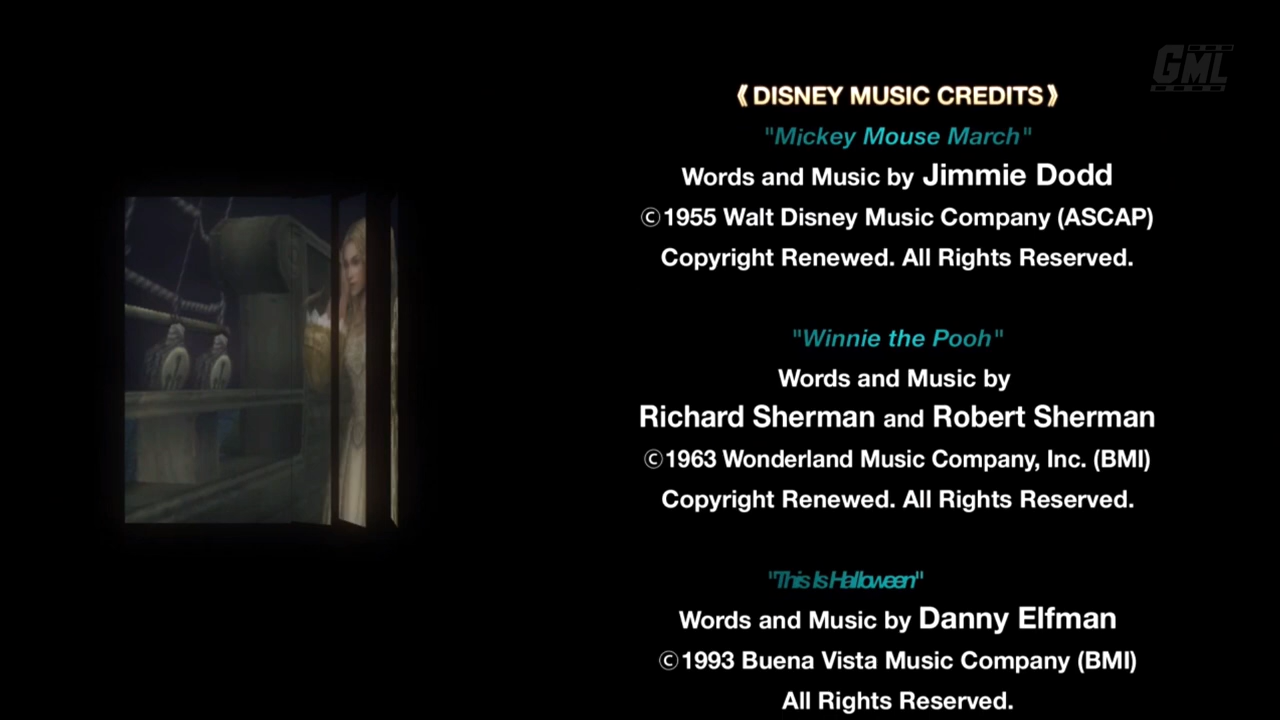 GML
《DISNEY MUSIC CREDITS》
"Mickey Mouse March"
Words and Music by Jimmie Dodd
©1955 Walt Disney Music Company (ASCAP)
Copyright Renewed. All Rights Reserved.
"Winnie the Pooh"
Words and Music by
Richard Sherman and Robert Sherman
©1963 Wonderland Music Company, Inc. (BMI)
Copyright Renewed. All Rights Reserved.
"This Is Halloween"
Words and Music by Danny Elfman
©1993 Buena Vista Music Company (BMI)
All Rights Reserved.